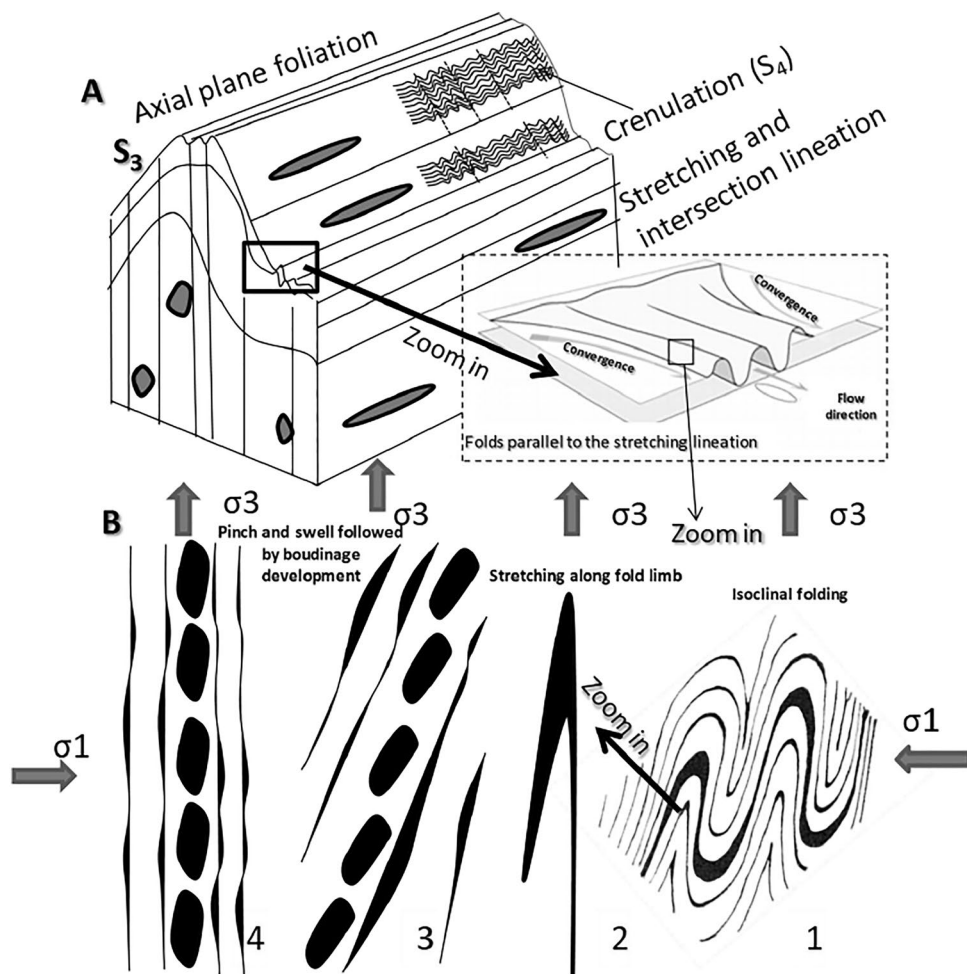 A
Axial plane foliation
S3
Crenulation (S4)
Stretching and
intersection lineation
Zoom in
Convergence
Convergence
Flow
direction
Folds parallel to the stretching lineation
σ3
σ3
σ3
σ3
Zoom in
B
Pinch and swell followed
by boudinage
development
Stretching along fold limb
Isoclinal folding
Zoom in
σ1
σ1
4
3
2
1